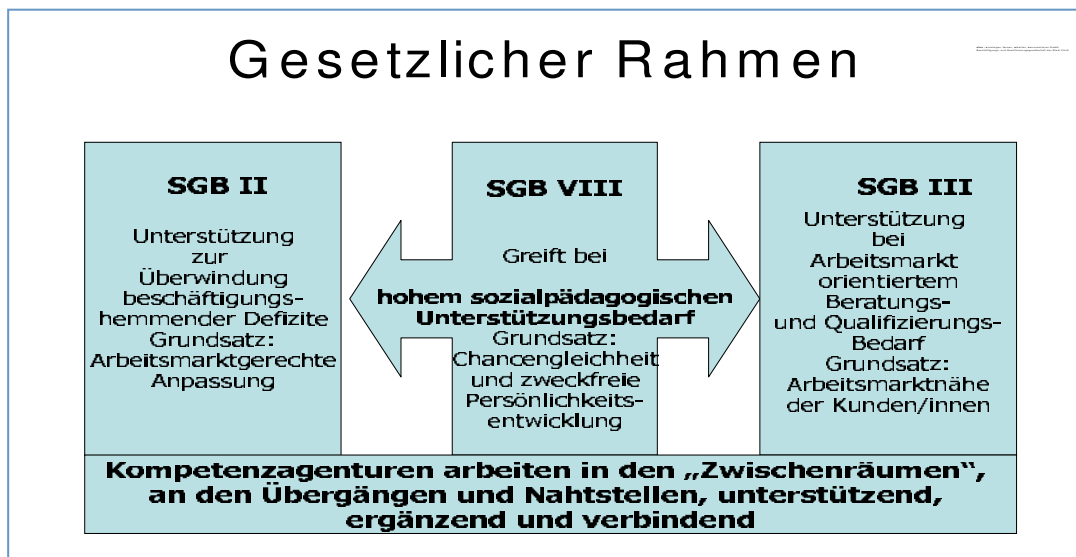 Gesetzlicher Rahmen
SGB II
Unterstützung
zur
Überwindung
beschäftigungs-
hemmender Defizite
Grundsatz:
Arbeitsmarktgerechte
Anpassung
SGB VIII
Greift bei
hohem sozialpädagogischen
Unterstützungsbedarf
Grundsatz:
Chancengleichheit
und zweckfreie
Persönlichkeits-
entwicklung
SGB III
Unterstützung
bei
Arbeitsmarkt
orientiertem
Beratungs-
und Qualifizierungs-
Bedarf
Grundsatz:
Arbeitsmarktnähe
der Kunden/innen
Kompetenzagenturen arbeiten in den „Zwischenräumen“,
an den Übergängen und Nahtstellen, unterstützend,
ergänzend und verbindend